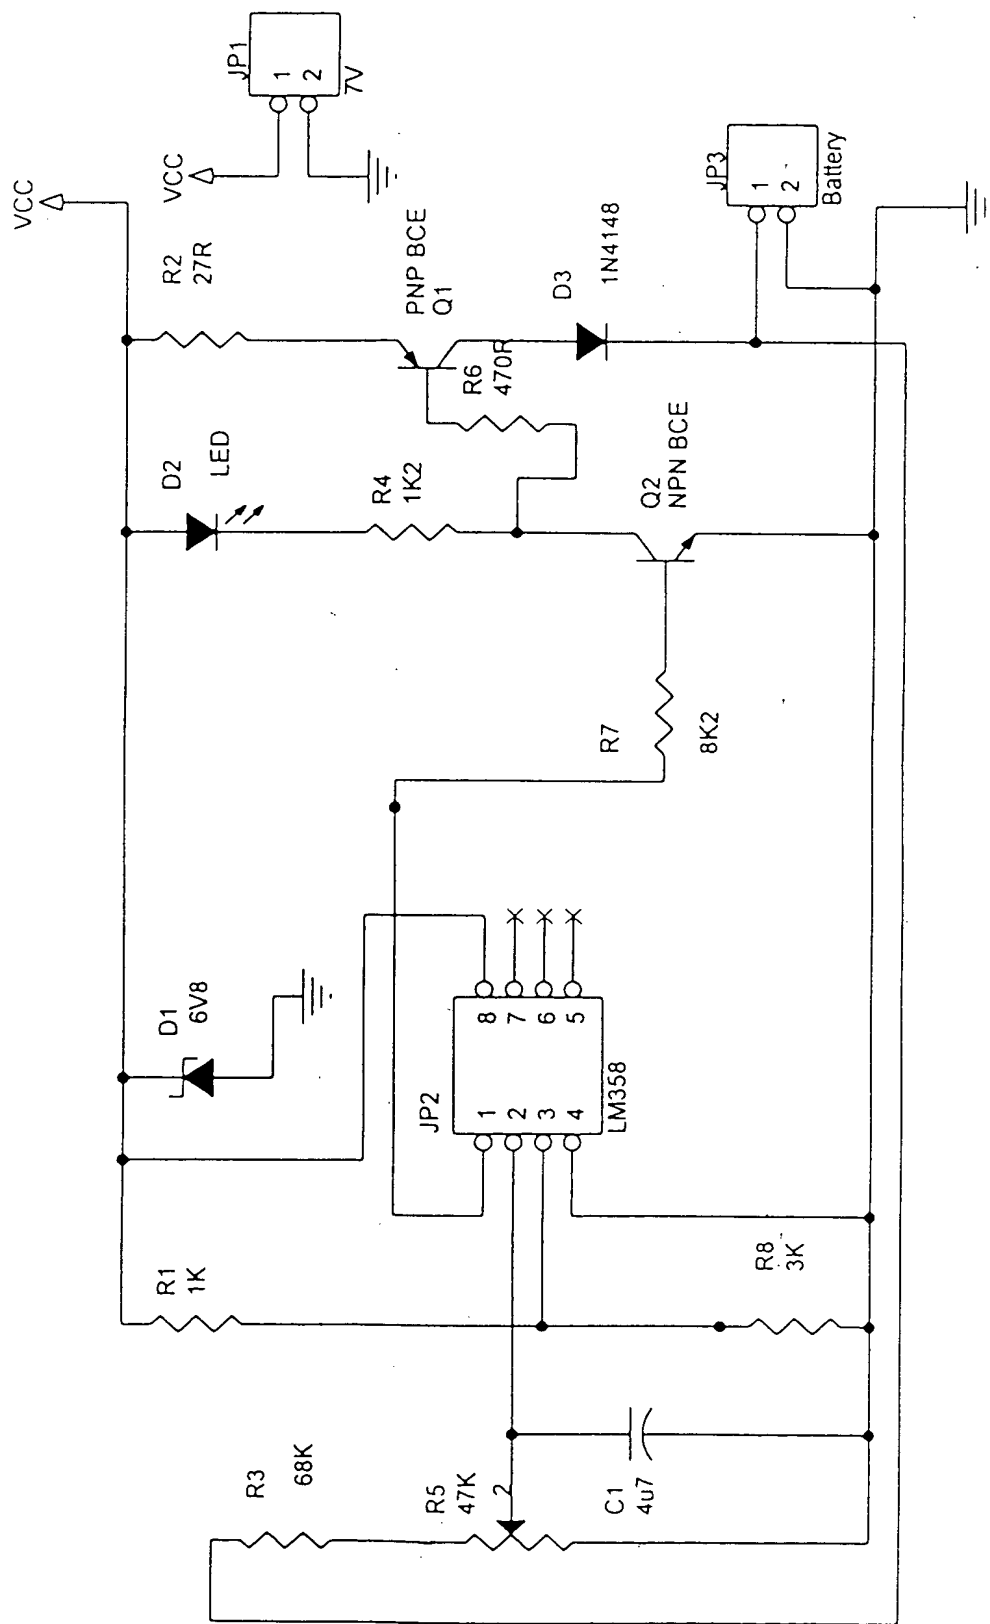 VCC
JP1
1
2
7V
VCC
R2
27R
PNP BCE
Q1
D3
1N4148
JP3
1
2
Battery
D2
LED
R4
1K2
R6
470R
Q2
NPN BCE
R7
8K2
D1
6V8
JP2
1
2
3
4
8
7
6
5
LM358
R1
1K
R8
3K
R3
68K
R5
47K
2
C1
4u7